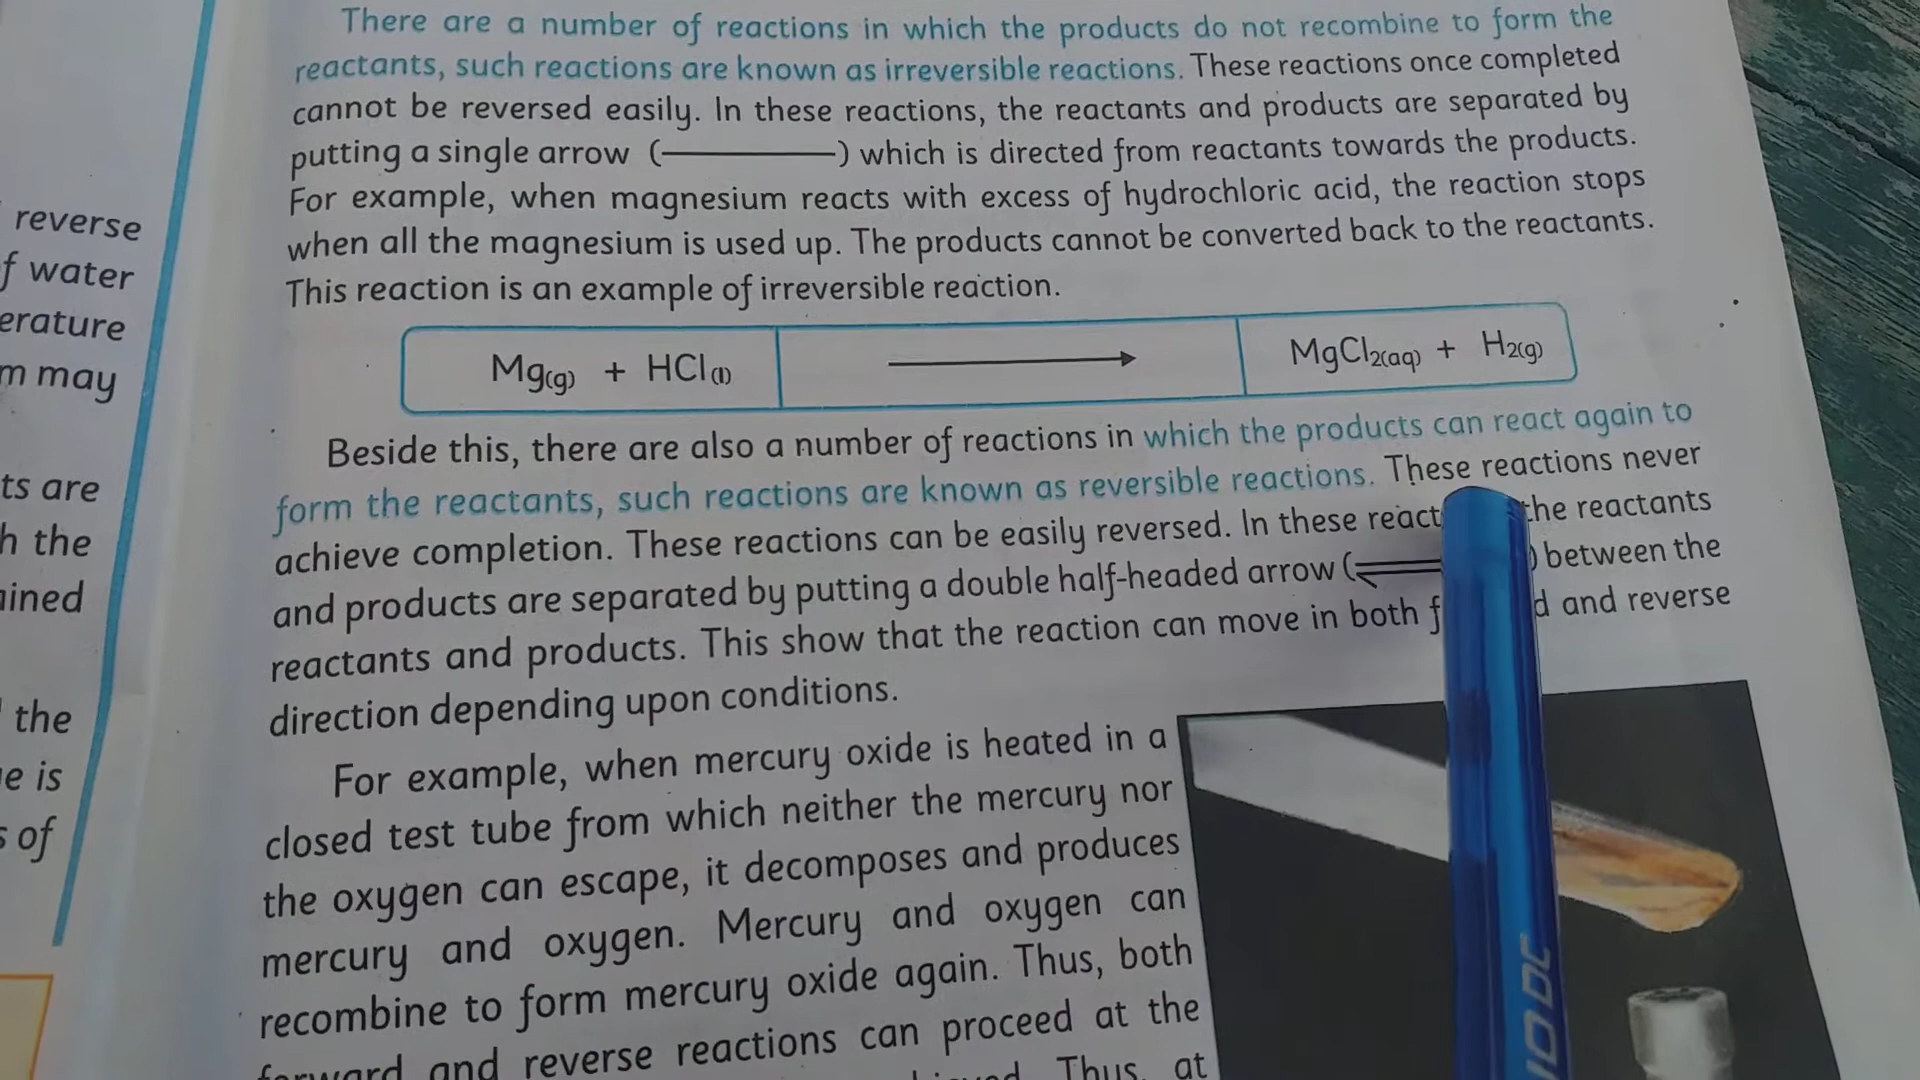 There are a number of reactions in which the products do not recombine to form the
reactants, such reactions are known as irreversible reactions. These reactions once completed
cannot be reversed easily. In these reactions, the reactants and products are separated by
putting a single arrow (————) which is directed from reactants towards the products.
For example, when magnesium reacts with excess of hydrochloric acid, the reaction stops
when all the magnesium is used up. The products cannot be converted back to the reactants.
This reaction is an example of irreversible reaction.
Mg(g) + HCl(l) → MgCl2(aq) + H2(g)
Beside this, there are also a number of reactions in which the products can react again to
form the reactants, such reactions are known as reversible reactions. These reactions never
achieve completion. These reactions can be easily reversed. In these react the reactants
and products are separated by putting a double half-headed arrow (⇌) between the
reactants and products. This show that the reaction can move in both and reverse
direction depending upon conditions.
For example, when mercury oxide is heated in a
closed test tube from which neither the mercury nor
the oxygen can escape, it decomposes and produces
mercury and oxygen. Mercury and oxygen can
recombine to form mercury oxide again. Thus, both
forward and reverse reactions can proceed at the
Thus, at
reverse
f water
erature
m may
ts are
h the
ained
the
e is
s of